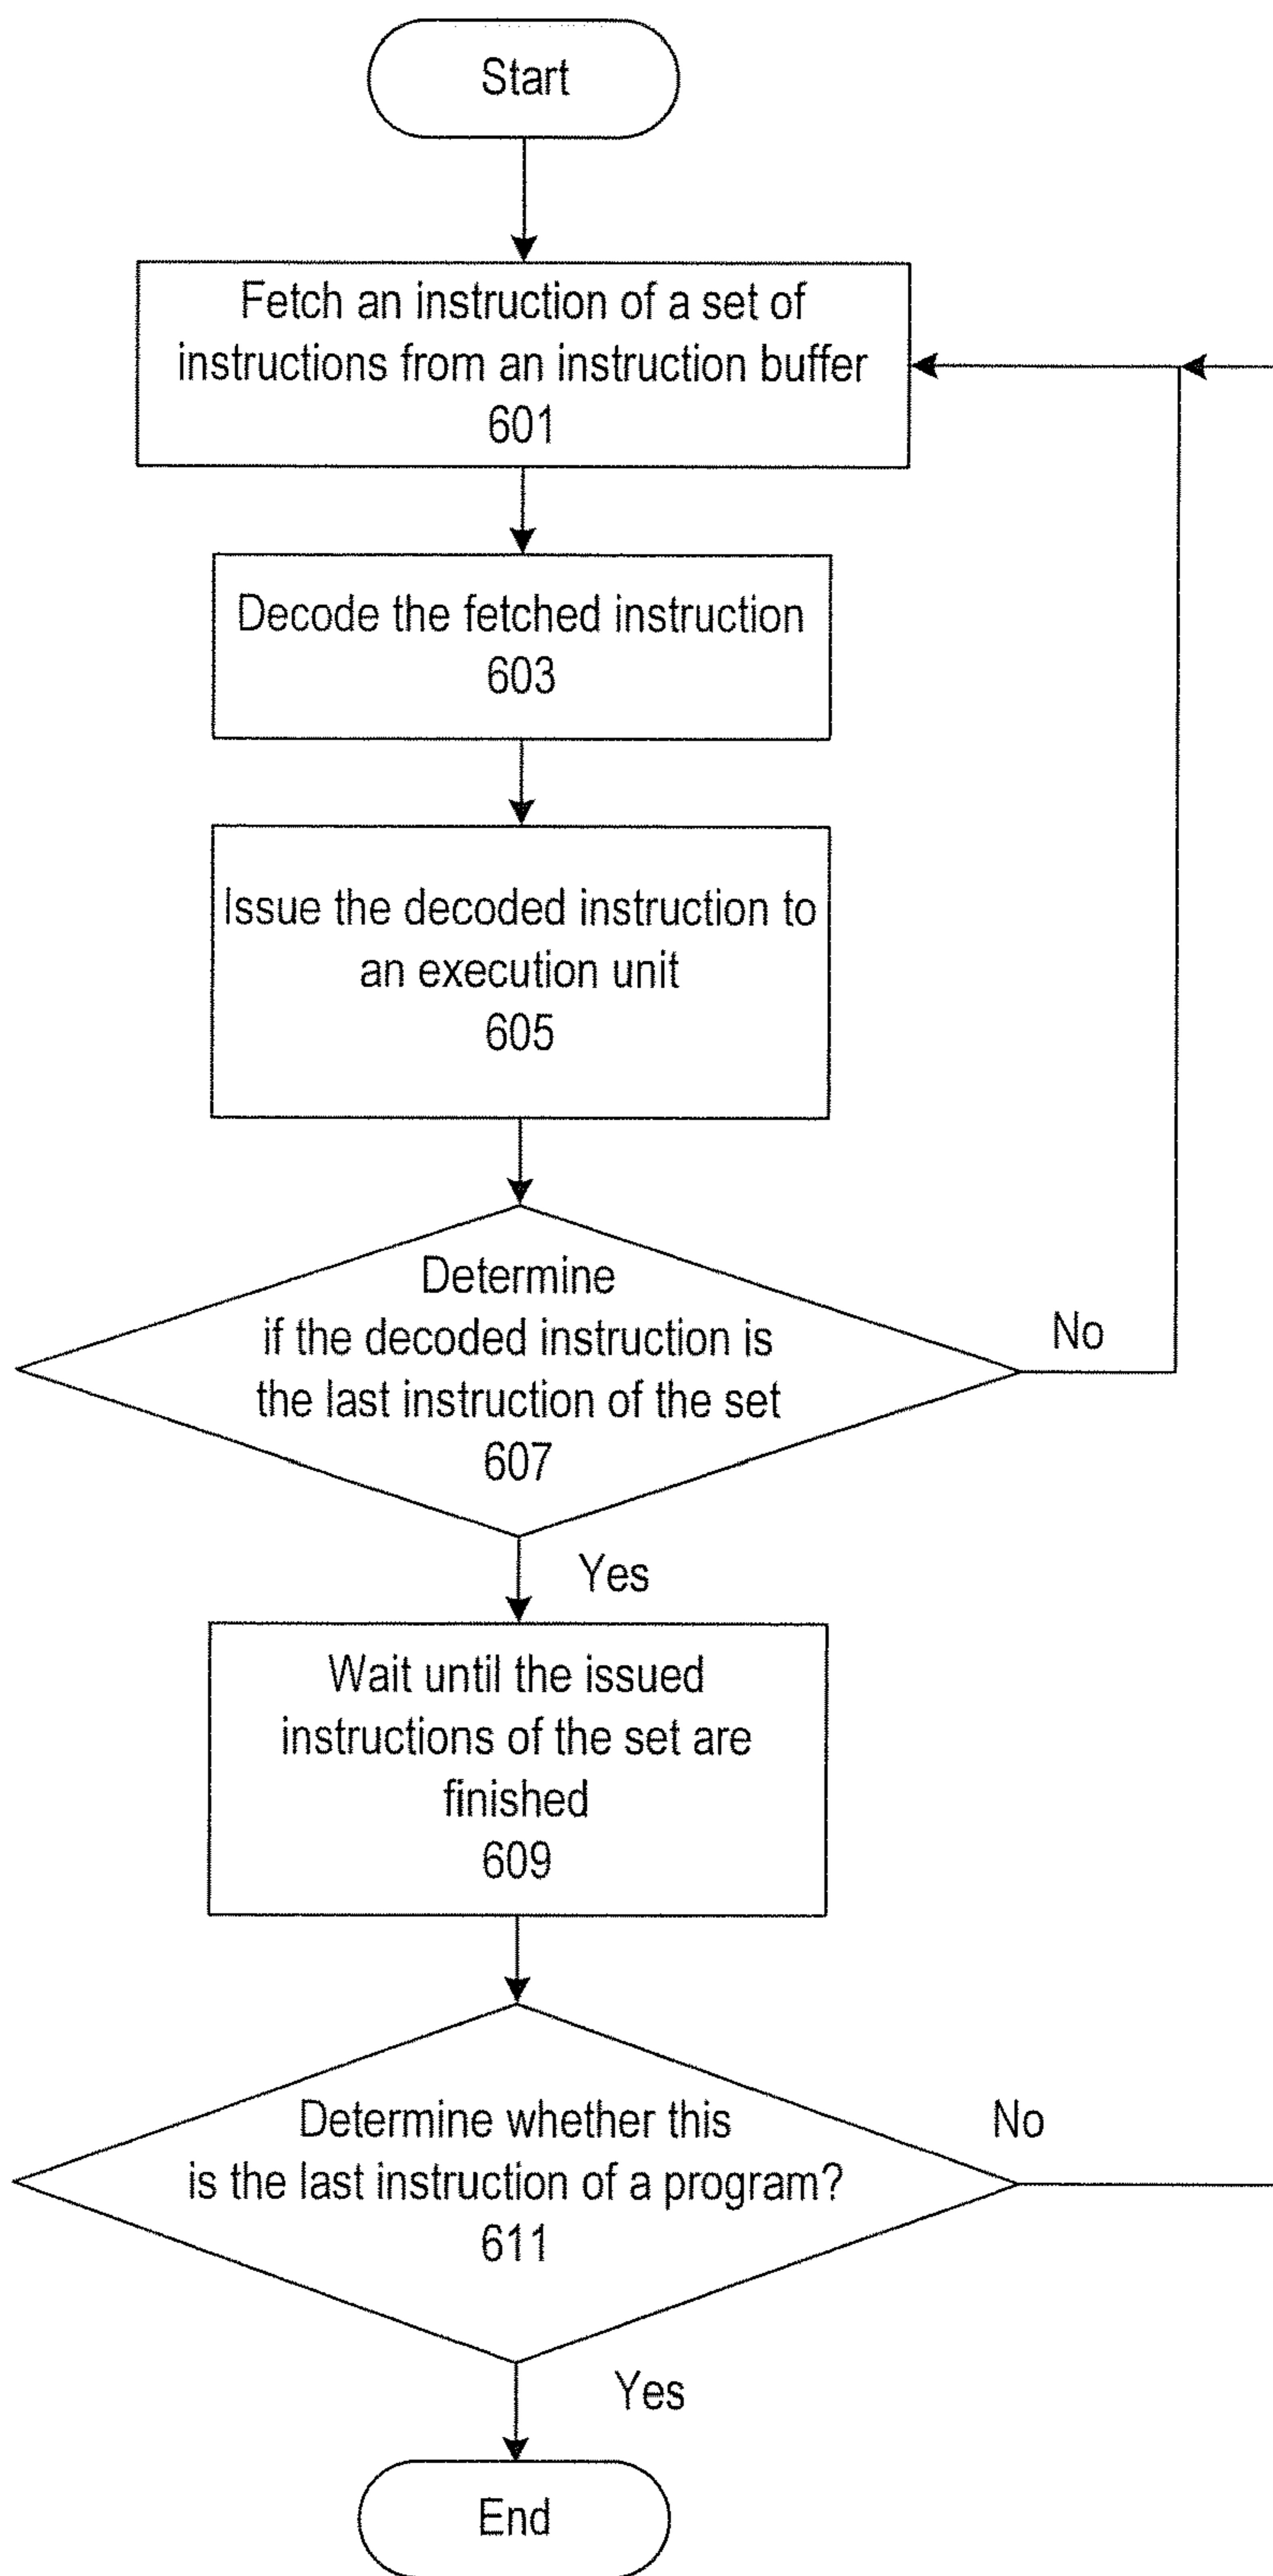 Start
Fetch an instruction of a set of
instructions from an instruction buffer
601
Decode the fetched instruction
603
Issue the decoded instruction to
an execution unit
605
Determine
if the decoded instruction is
the last instruction of the set
607
No
Yes
Wait until the issued
instructions of the set are
finished
609
Determine whether this
is the last instruction of a program?
611
No
Yes
End